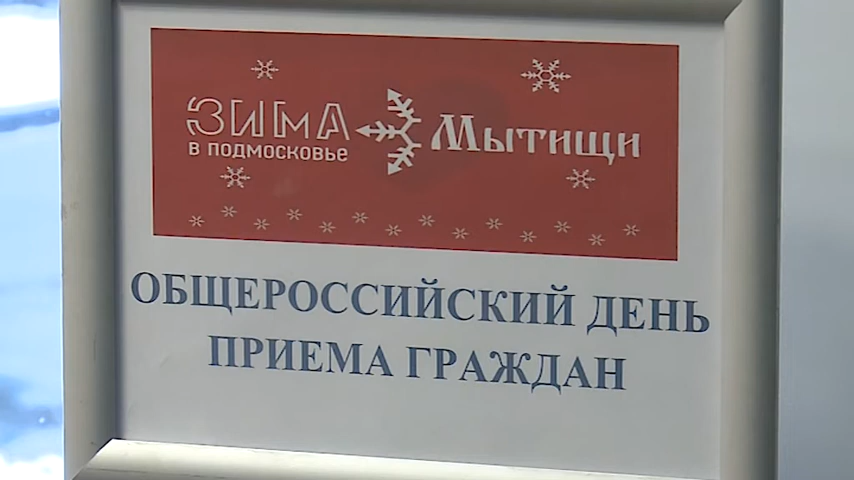 ЗИМА
В ПОДМОСКОВЬЕ
Мытищи
ОБЩЕРОССИЙСКИЙ ДЕНЬ
ПРИЕМА ГРАЖДАН